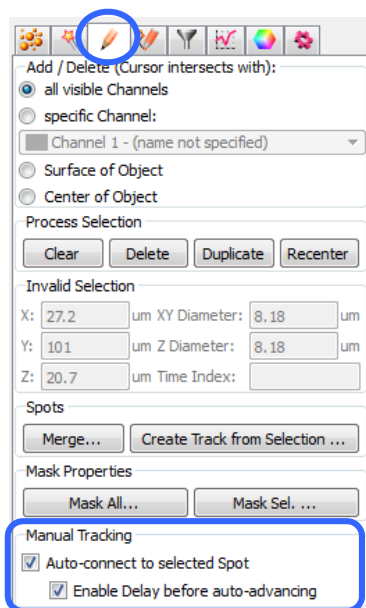 Add / Delete (Cursor intersects with):
all visible Channels
specific Channel:
Channel 1 - (name not specified)
Surface of Object
Center of Object
Process Selection
Clear Delete Duplicate Recenter
Invalid Selection
X: 27.2 um XY Diameter: 8.18 um
Y: 101 um Z Diameter: 8.18 um
Z: 20.7 um Time Index:
Spots
Merge... Create Track from Selection ...
Mask Properties
Mask All... Mask Sel. ...
Manual Tracking
Auto-connect to selected Spot
Enable Delay before auto-advancing